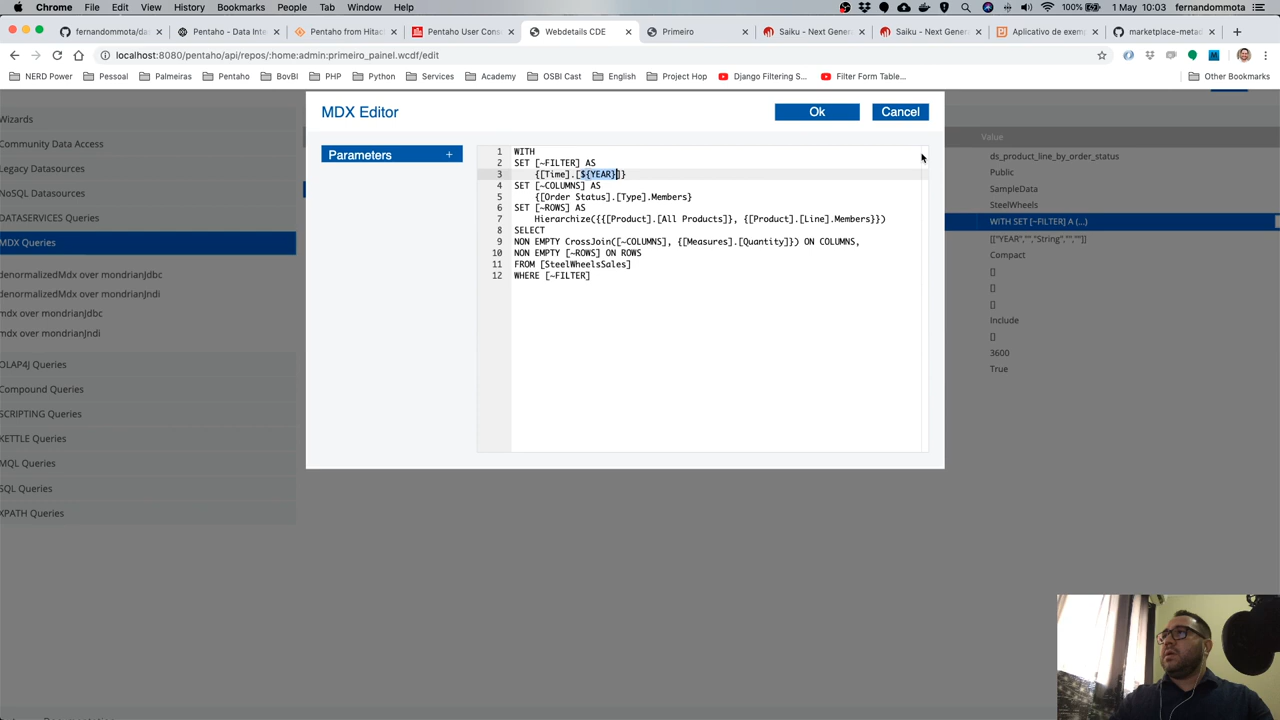 Chrome File Edit View History Bookmarks People Tab Window Help 100% 1 May 10:03 fernandommota
fernandommota/da Pentaho - Data Inte Pentaho from Hitac Pentaho User Cons Webdetails CDE Primeiro Saiku - Next Gener Saiku - Next Gener Aplicativo de exem marketplace-metad
localhost:8080/pentaho/api/repos/:home:admin:primeiro_painel.wcdf/edit
NERD Power Pessoal Palmeiras Pentaho BovBI PHP Python Services Academy OSBI Cast English Project Hop Django Filtering S... Filter Form Table... Other Bookmarks
MDX Editor Ok Cancel
Parameters +
1 WITH
2 SET [~FILTER] AS
3 {[Time].[${YEAR}]}
4 SET [~COLUMNS] AS
5 {[Order Status].[Type].Members}
6 SET [~ROWS] AS
7 Hierarchize({{[Product].[All Products]}, {[Product].[Line].Members}})
8 SELECT
9 NON EMPTY CrossJoin([~COLUMNS], {[Measures].[Quantity]}) ON COLUMNS,
10 NON EMPTY [~ROWS] ON ROWS
11 FROM [SteelWheelsSales]
12 WHERE [~FILTER]
Wizards
Community Data Access
Legacy Datasources
NoSQL Datasources
DATASERVICES Queries
MDX Queries
denormalizedMdx over mondrianJdbc
denormalizedMdx over mondrianJndi
mdx over mondrianJdbc
mdx over mondrianJndi
OLAP4J Queries
Compound Queries
SCRIPTING Queries
KETTLE Queries
MQL Queries
SQL Queries
XPATH Queries
Value
ds_product_line_by_order_status
Public
SampleData
SteelWheels
WITH SET [~FILTER] A (...)
[["YEAR","","String","",""]]
Compact
[]
[]
[]
Include
[]
3600
True